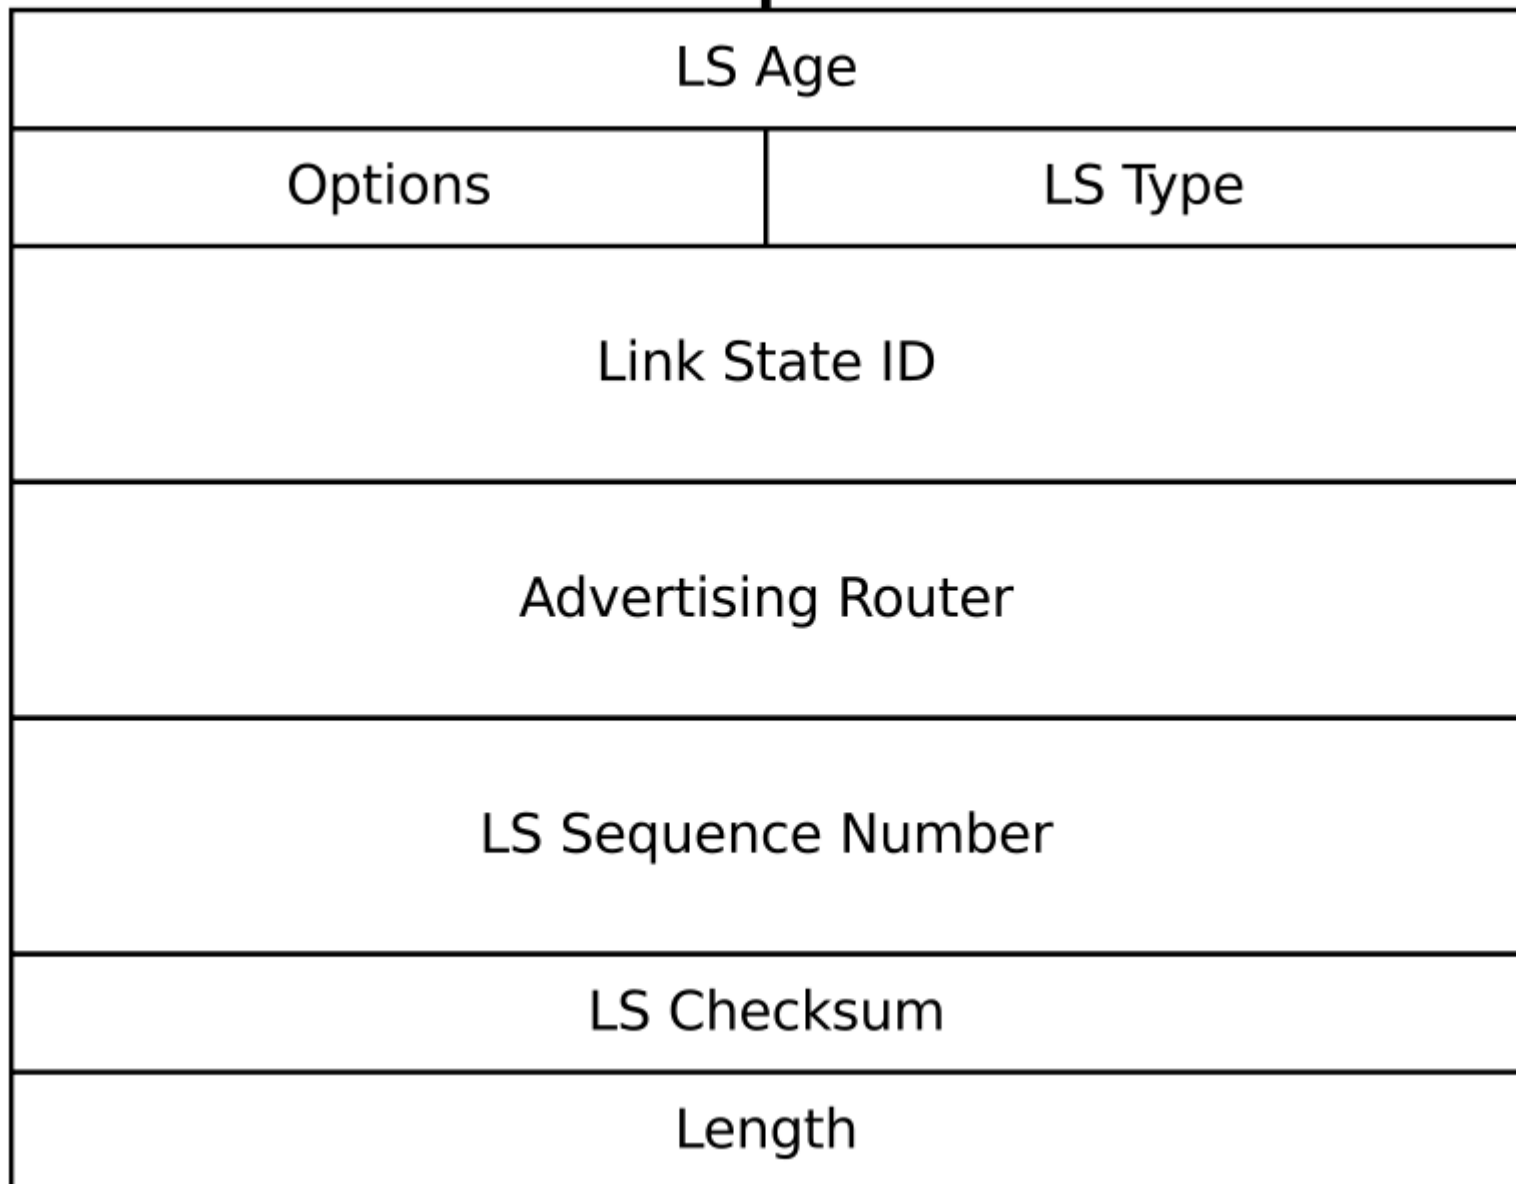 LS Age
Options
LS Type
Link State ID
Advertising Router
LS Sequence Number
LS Checksum
Length